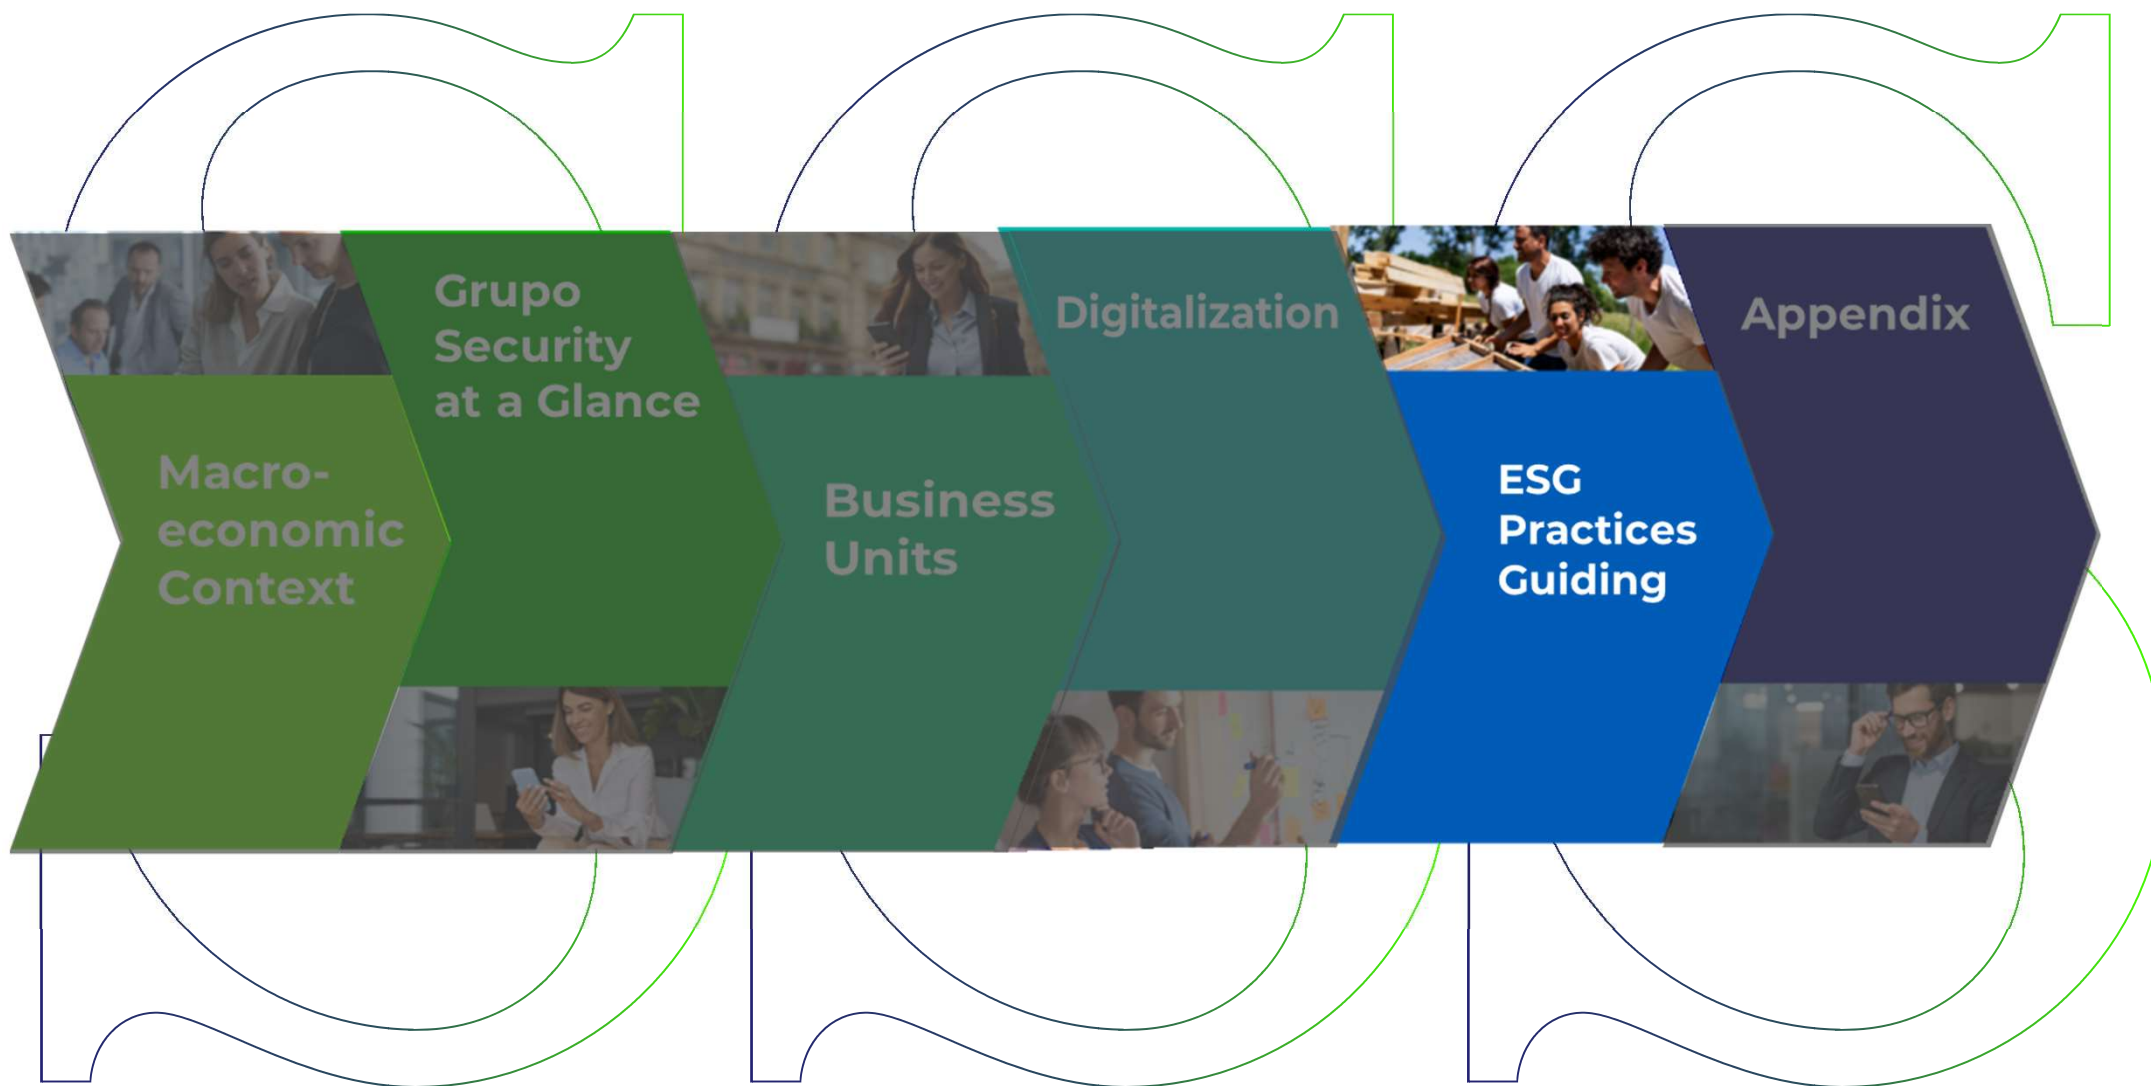 Macro-
economic
Context
Grupo
Security
at a Glance
Business
Units
Digitalization
ESG
Practices
Guiding
Appendix